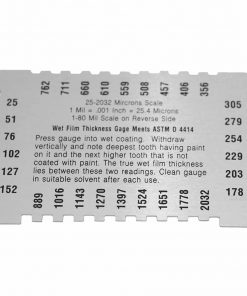 762 711 660 610 559 508 457 406 356
25-2032 Mircrons Scale
1 Mil = .001 Inch = 25.4 Microns
1-80 Mil Scale on Reverse Side
Wet Film Thickness Gage Meets ASTM D 4414
Press gauge into wet coating. Withdraw
vertically and note deepest tooth having paint
on it and the next higher tooth that is not
coated with paint. The true wet film thickness
lies between these two readings. Clean gauge
in suitable solvent after each use.
25
51
76
102
127
152
305
279
254
229
203
178
889 1016 1143 1270 1397 1524 1651 1778 2032